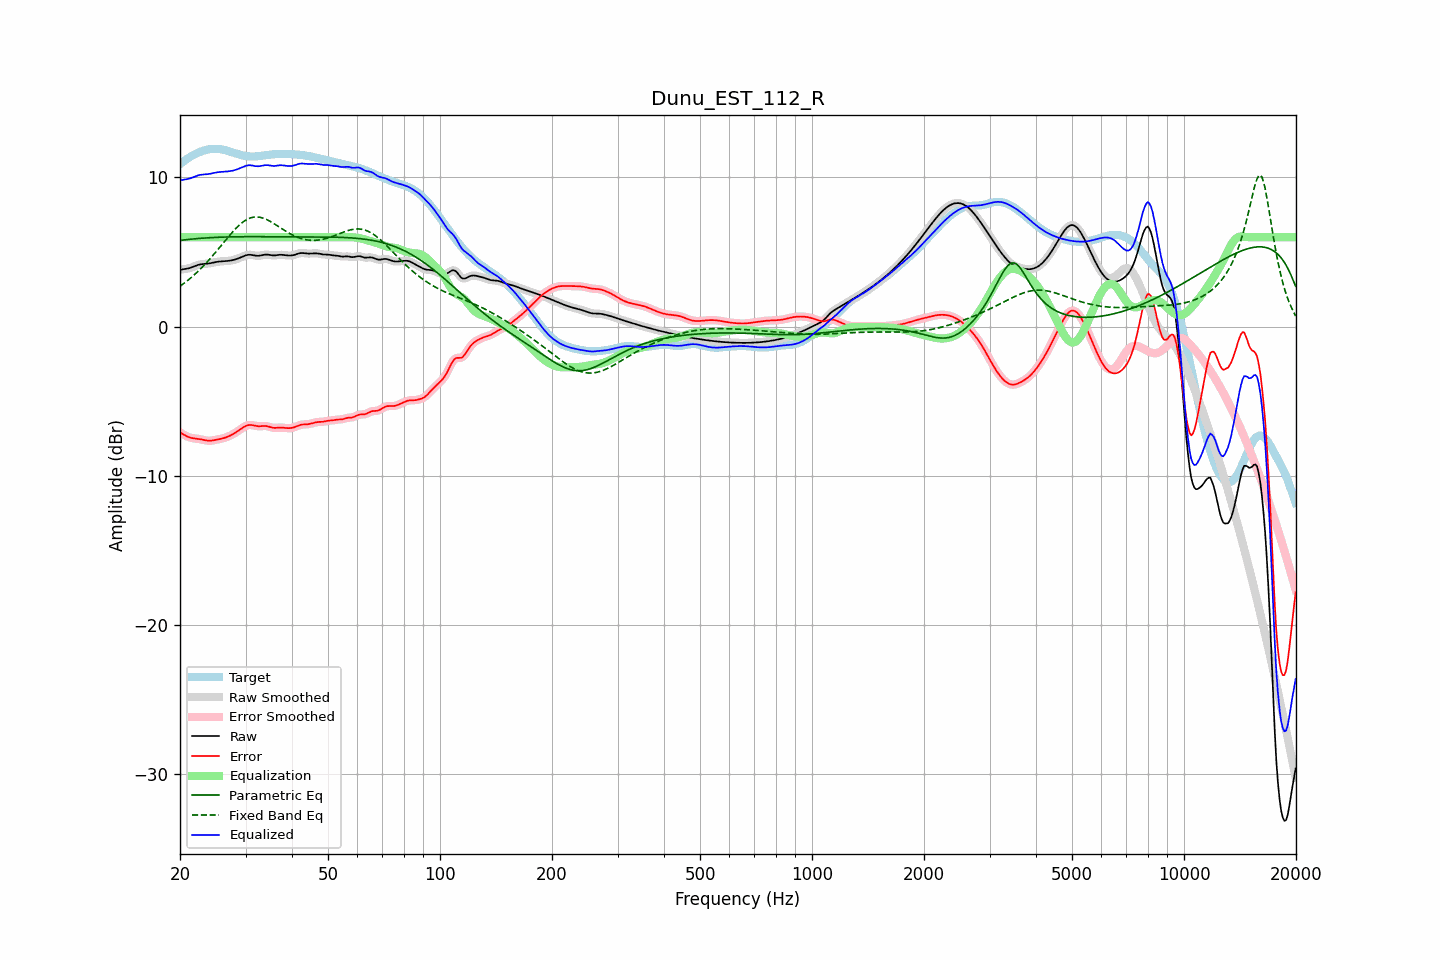 Dunu_EST_112_R
Amplitude (dBr)
10
0
−10
−20
−30
Target
Raw Smoothed
Error Smoothed
Raw
Error
Equalization
Parametric Eq
Fixed Band Eq
Equalized
20 50 100 200 500 1000 2000 5000 10000 20000
Frequency (Hz)